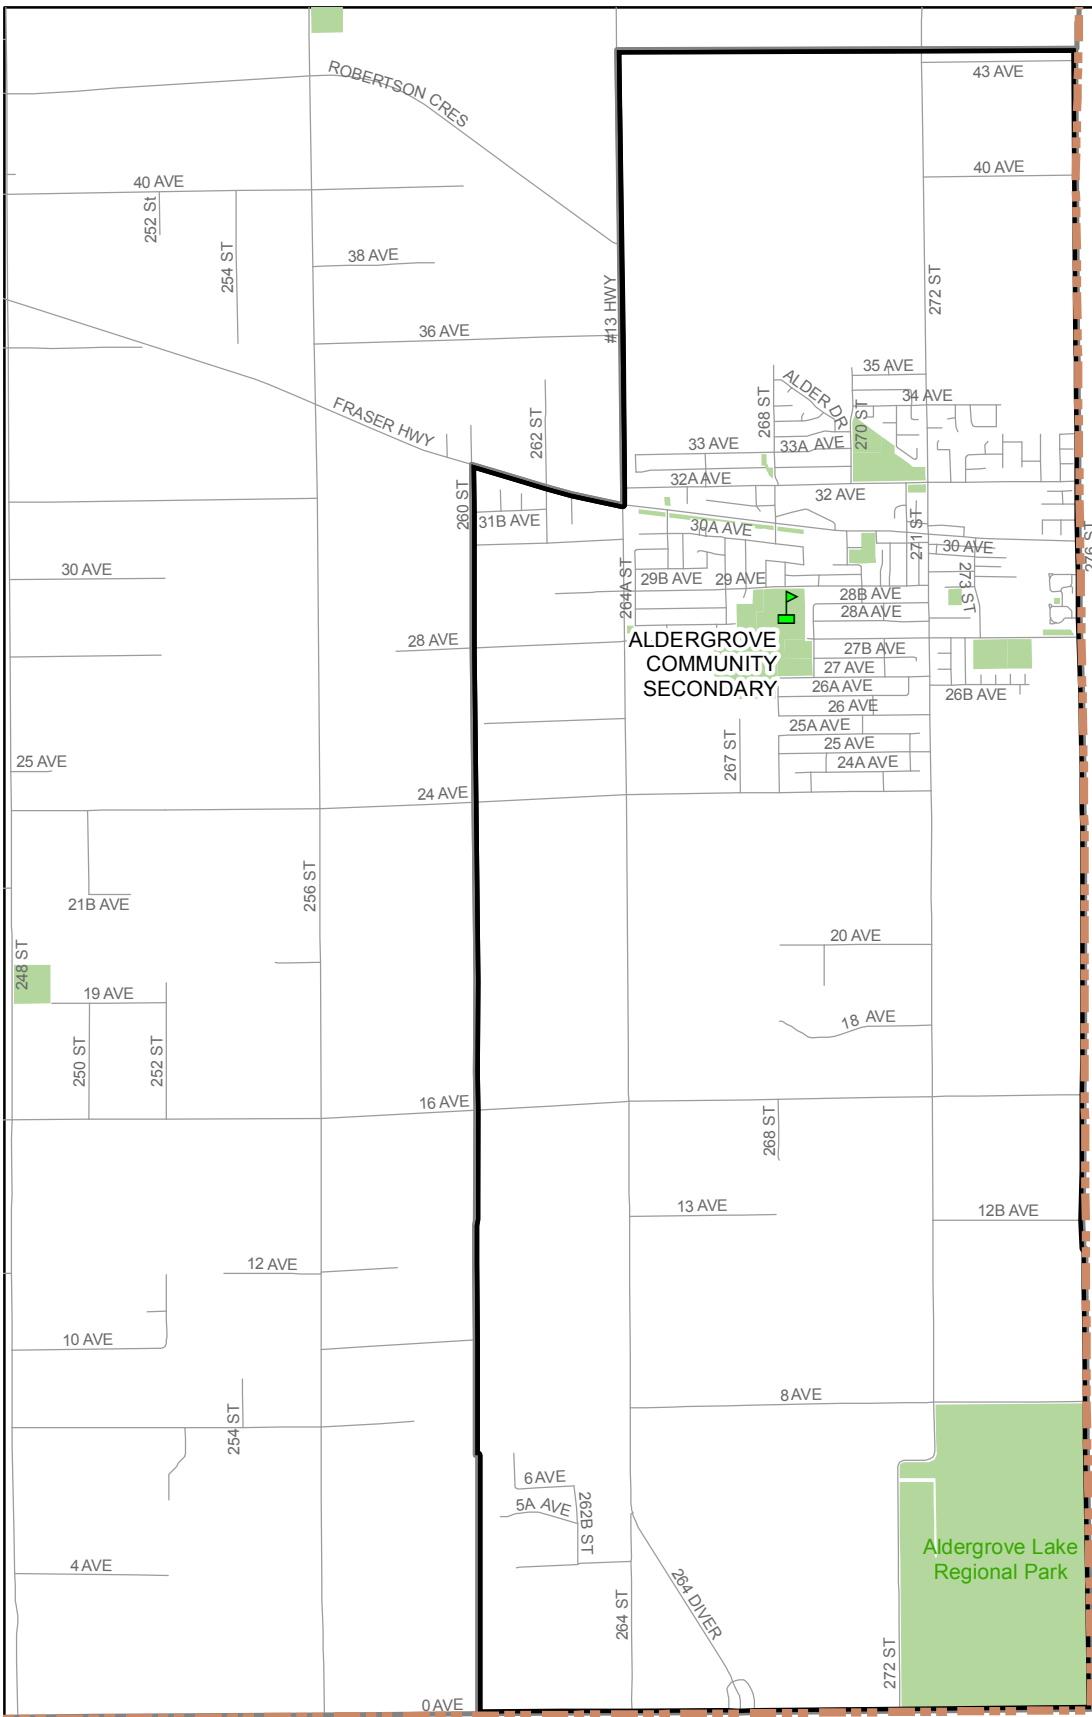 43 AVE
ROBERTSON CRES
40 AVE
40 AVE
252 St
254 ST
38 AVE
#13 HWY
272 ST
36 AVE
35 AVE
ALDER DR
34 AVE
268 ST
270 ST
FRASER HWY
262 ST
33 AVE
33A AVE
32A AVE
32 AVE
260 ST
31B AVE
30A AVE
271 ST
30 AVE
276 ST
30 AVE
264A ST
29B AVE
29 AVE
273 ST
28B AVE
28A AVE
28 AVE
ALDERGROVE
COMMUNITY
SECONDARY
27B AVE
27 AVE
26A AVE
26B AVE
26 AVE
25A AVE
267 ST
25 AVE
25 AVE
24A AVE
24 AVE
256 ST
21B AVE
20 AVE
248 ST
19 AVE
18 AVE
250 ST
252 ST
16 AVE
268 ST
13 AVE
12B AVE
12 AVE
10 AVE
8 AVE
254 ST
6 AVE
5A AVE
262B ST
Aldergrove Lake
Regional Park
4 AVE
264 DIVER
264 ST
272 ST
0 AVE